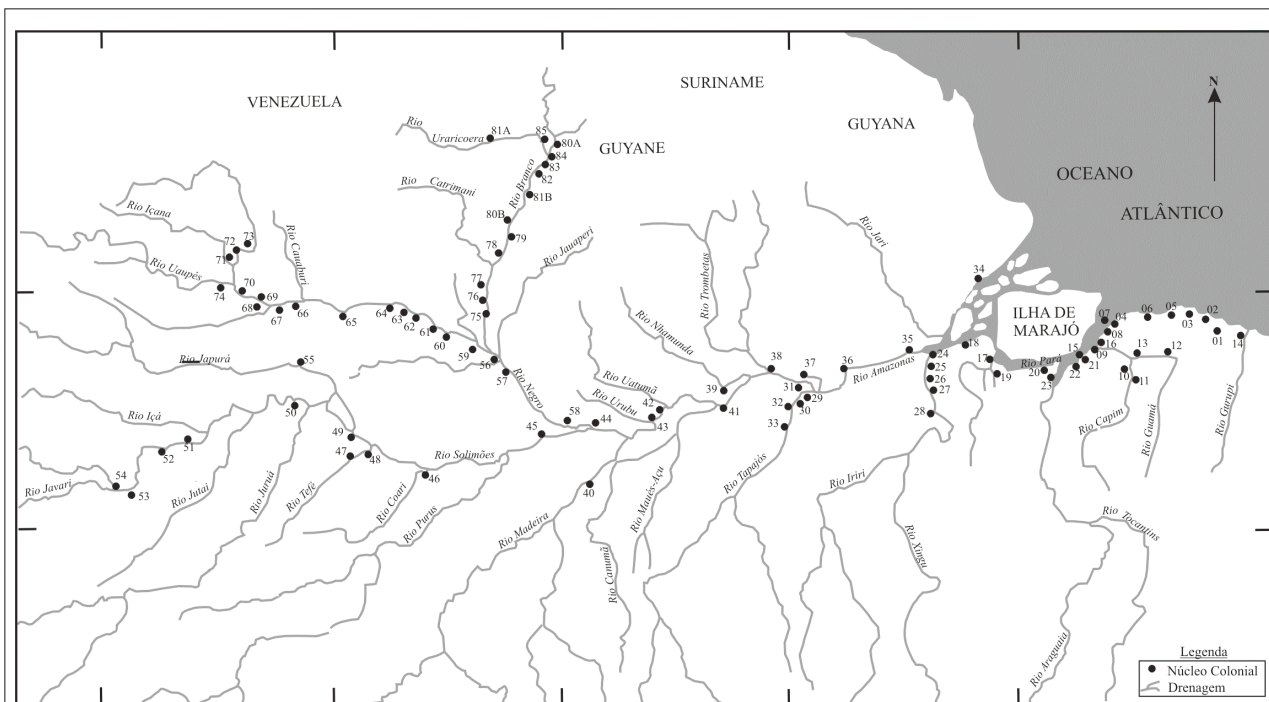 VENEZUELA
SURINAME
GUYANA
GUYANE
OCEANO
ATLÂNTICO
N
Rio
Uraricoera
81A
85
80A
84
83
82
81B
Rio Branco
Rio Catrimani
80B
79
78
Rio Jauaperi
77
76
75
Rio Içana
73
72
71
Rio Cauaburi
Rio Uaupés
74
70
69
68
67
66
65
64
63
62
61
60
59
56
57
Rio Negro
Rio Trombetas
Rio Nhamunda
Rio Jari
34
ILHA DE
MARAJÓ
07
04
06
05
03
02
01
14
08
16
15
09
13
12
21
22
10
11
Rio Pará
20
23
17
19
18
35
24
25
26
27
28
Rio Amazonas
36
37
38
31
29
30
32
33
39
41
Rio Uatumã
Rio Urubu
42
43
44
58
45
Rio Japurá
55
50
Rio Içá
51
52
54
53
Rio Javari
Rio Jutai
Rio Juruá
49
47
48
Rio Tefé
Rio Coari
46
Rio Solimões
Rio Purus
40
Rio Madeira
Rio Canumã
Rio Maués-Açu
Rio Tapajós
Rio Iriri
Rio Xingu
Rio Capim
Rio Guamá
Rio Gurupi
Rio Tocantins
Rio Araguaia
Legenda
Núcleo Colonial
Drenagem